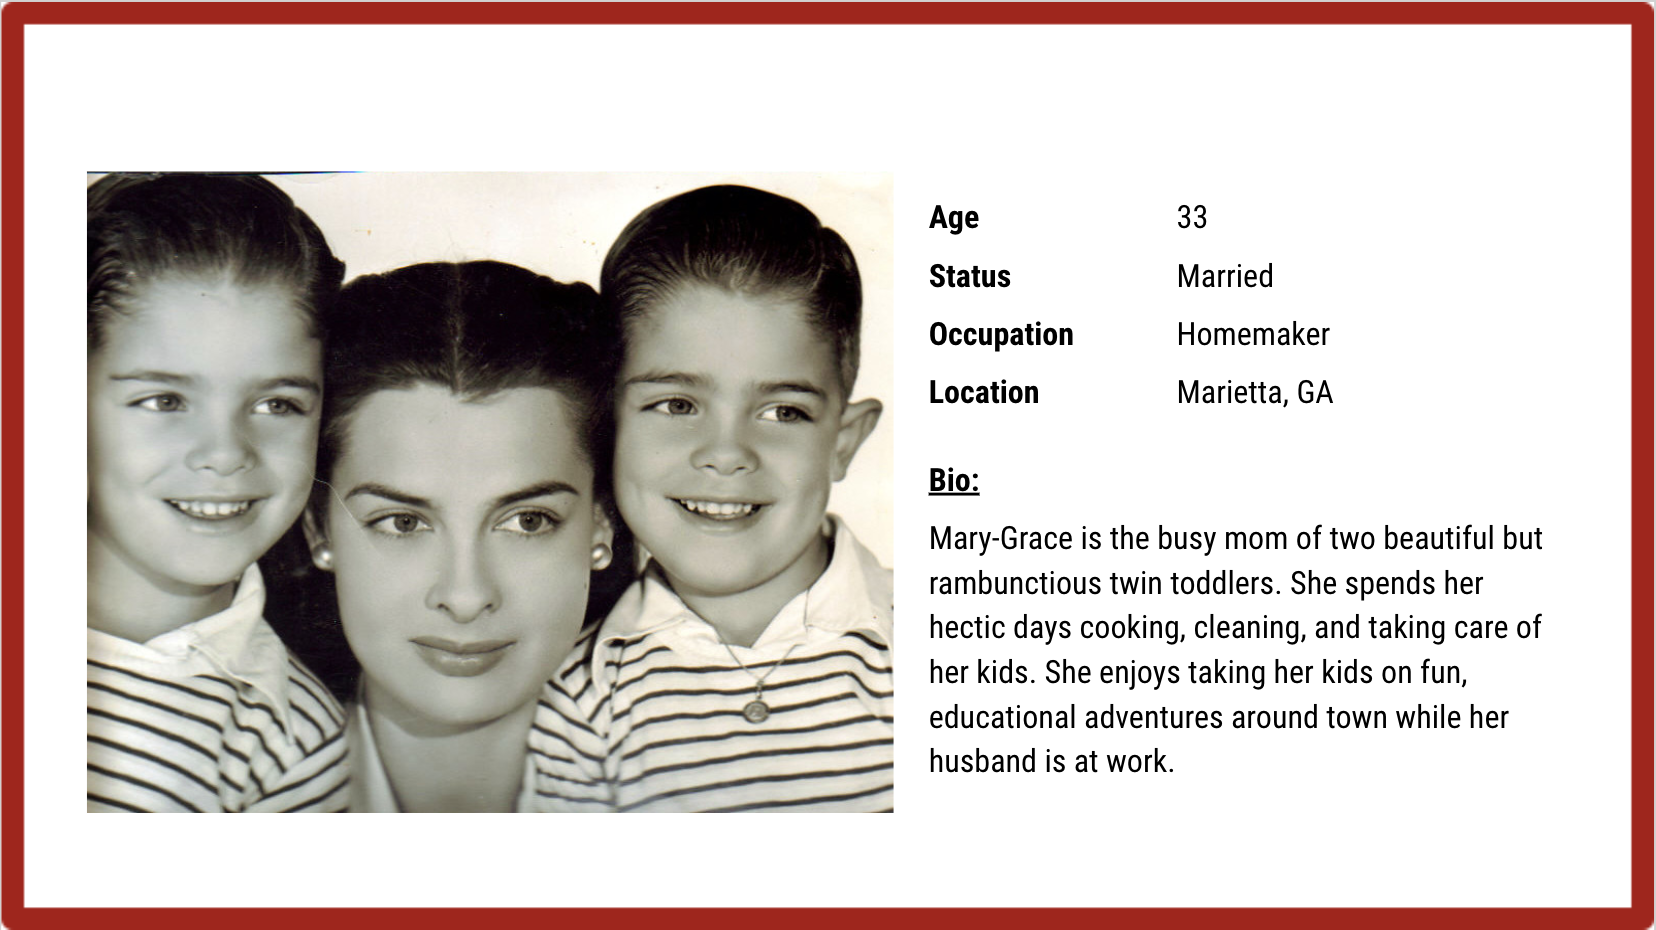 Age 33
Status Married
Occupation Homemaker
Location Marietta, GA
Bio:
Mary-Grace is the busy mom of two beautiful but
rambunctious twin toddlers. She spends her
hectic days cooking, cleaning, and taking care of
her kids. She enjoys taking her kids on fun,
educational adventures around town while her
husband is at work.